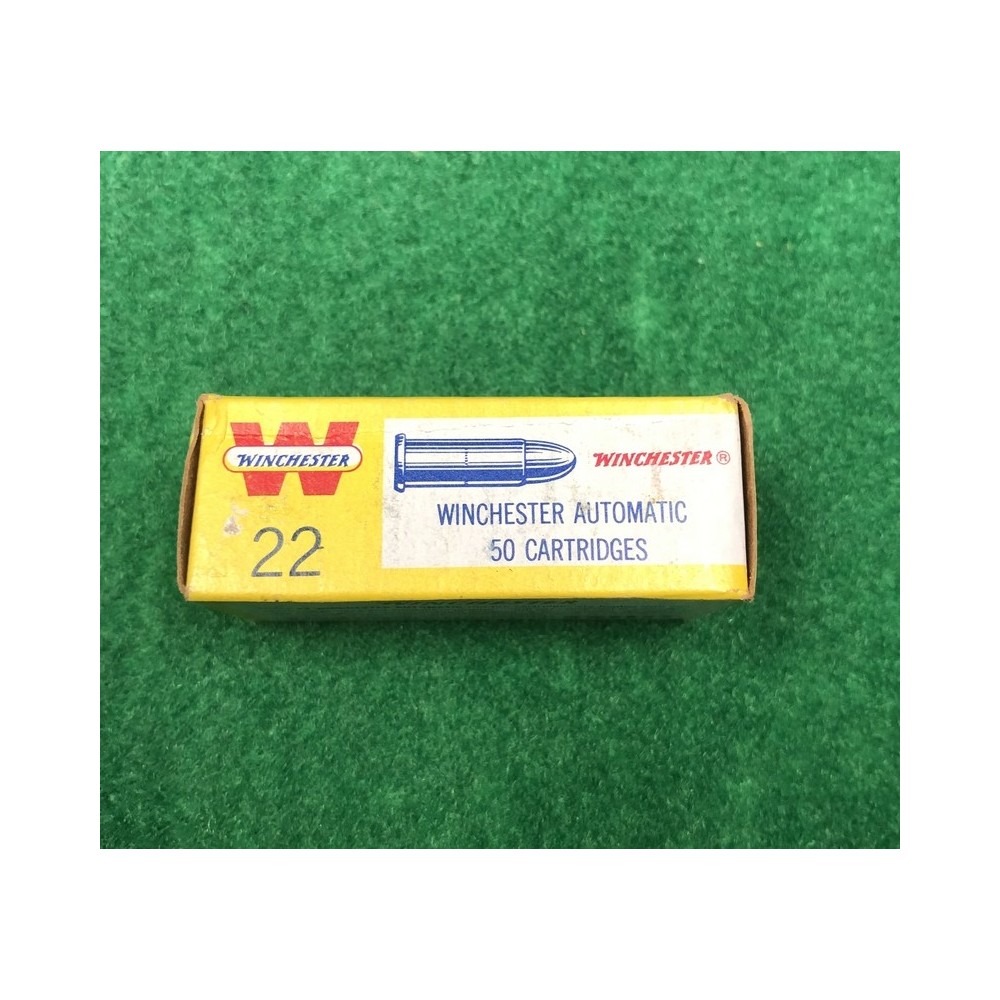 WINCHESTER
22
WINCHESTER®
WINCHESTER AUTOMATIC
50 CARTRIDGES